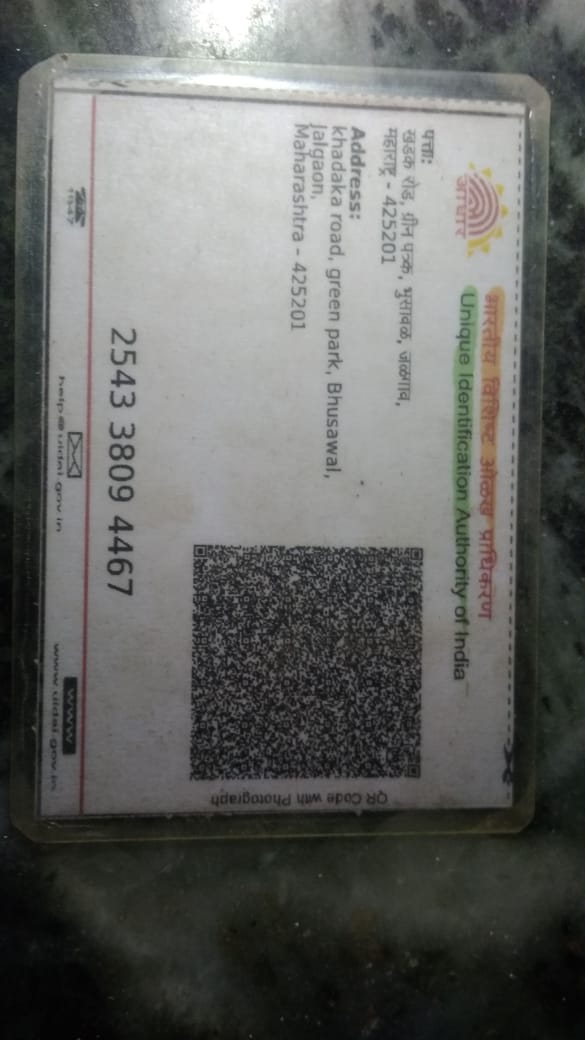 आधार
भारतीय विशिष्ट ओळख प्राधिकरण
Unique Identification Authority of India
पत्ता:
खडक रोड, ग्रीन पार्क, भुसावळ, जळगाव,
महाराष्ट्र - 425201
Address:
khadaka road, green park, Bhusawal,
Jalgaon,
Maharashtra - 425201
QR Code with Photograph
2543 3809 4467
1947
help@uidai.gov.in
www
www.uidai.gov.in